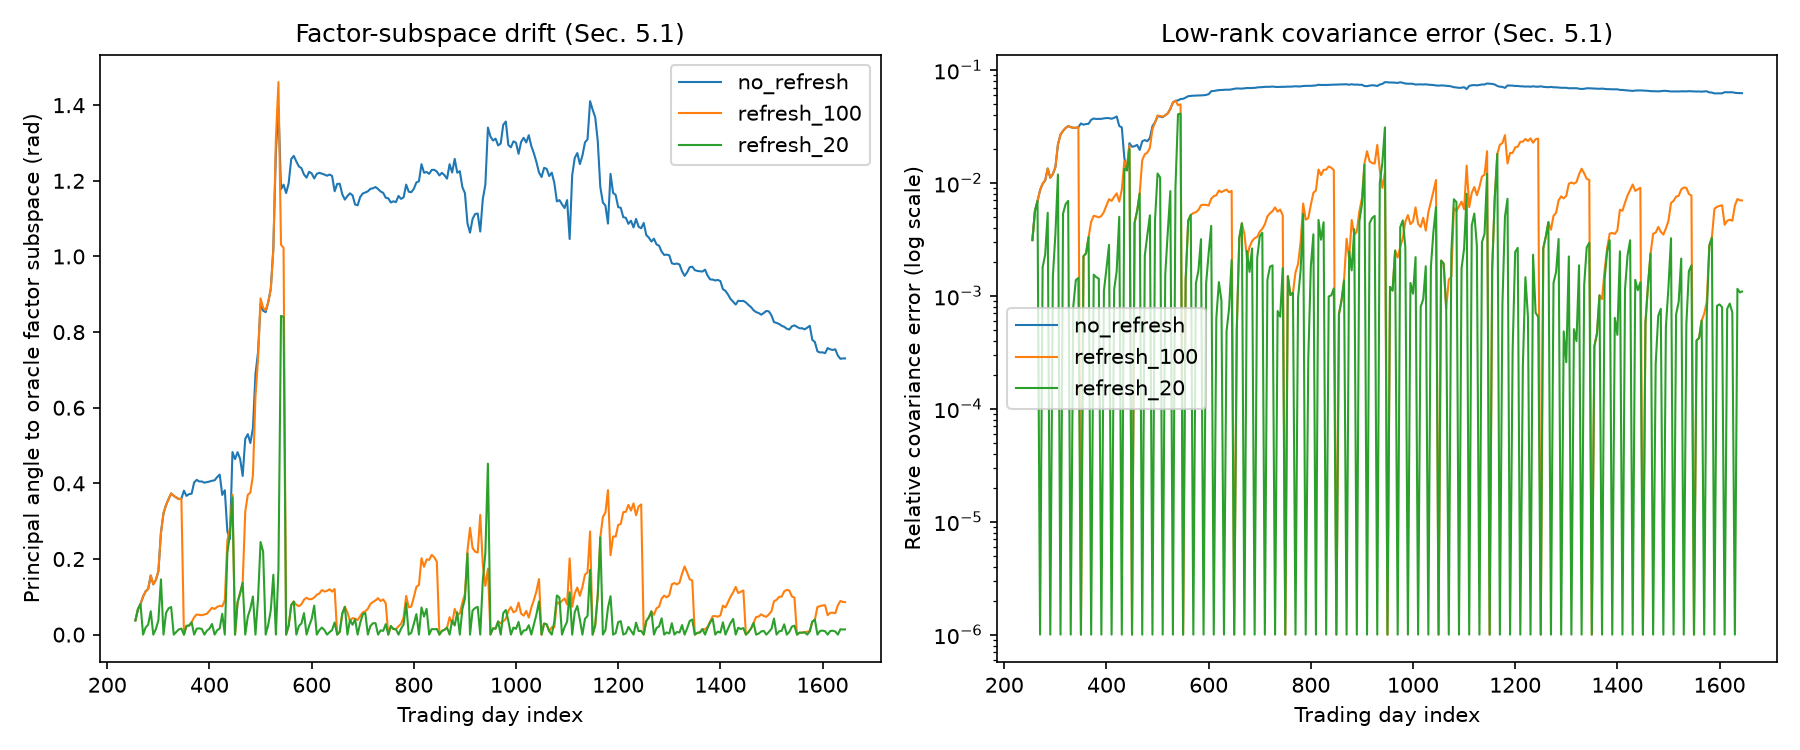 Factor-subspace drift (Sec. 5.1)
Principal angle to oracle factor subspace (rad)
1.4
1.2
1.0
0.8
0.6
0.4
0.2
0.0
no_refresh
refresh_100
refresh_20
200 400 600 800 1000 1200 1400 1600
Trading day index
Low-rank covariance error (Sec. 5.1)
Relative covariance error (log scale)
10⁻¹
10⁻²
10⁻³
10⁻⁴
10⁻⁵
10⁻⁶
no_refresh
refresh_100
refresh_20
200 400 600 800 1000 1200 1400 1600
Trading day index